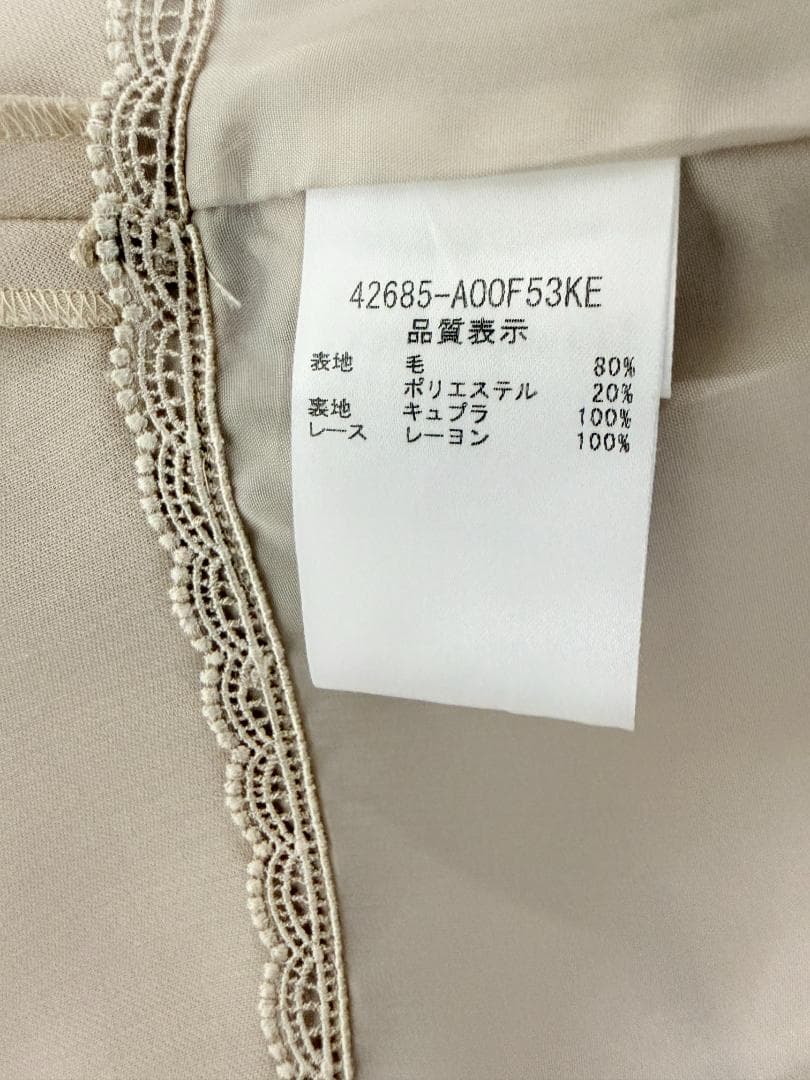 42685-A00F53KE
品質表示
表地 毛 80%
ポリエステル 20%
裏地 キュプラ 100%
レース レーヨン 100%